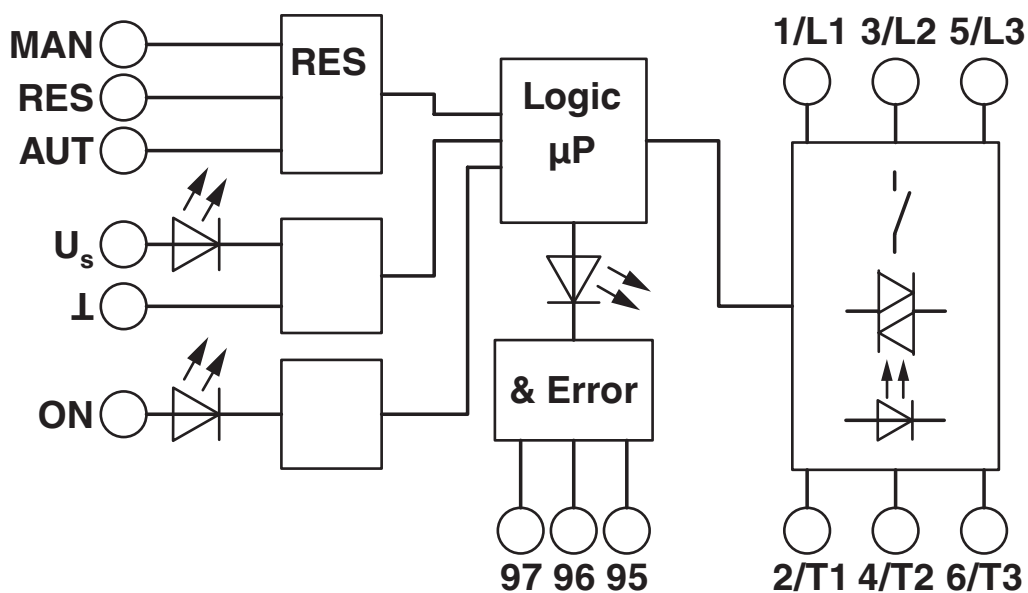 MAN
RES
AUT
RES
Us
⊥
ON
Logic
µP
& Error
97 96 95
1/L1 3/L2 5/L3
2/T1 4/T2 6/T3